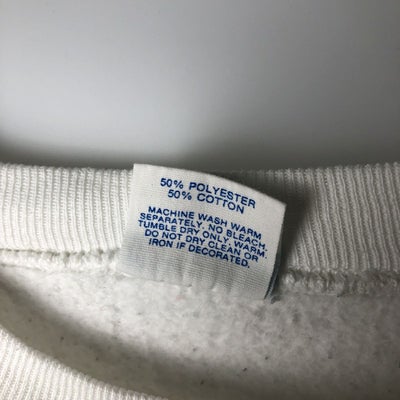 50% POLYESTER
50% COTTON
MACHINE WASH WARM
SEPARATELY. NO BLEACH.
TUMBLE DRY ONLY, WARM.
DO NOT DRY CLEAN OR
IRON IF DECORATED.